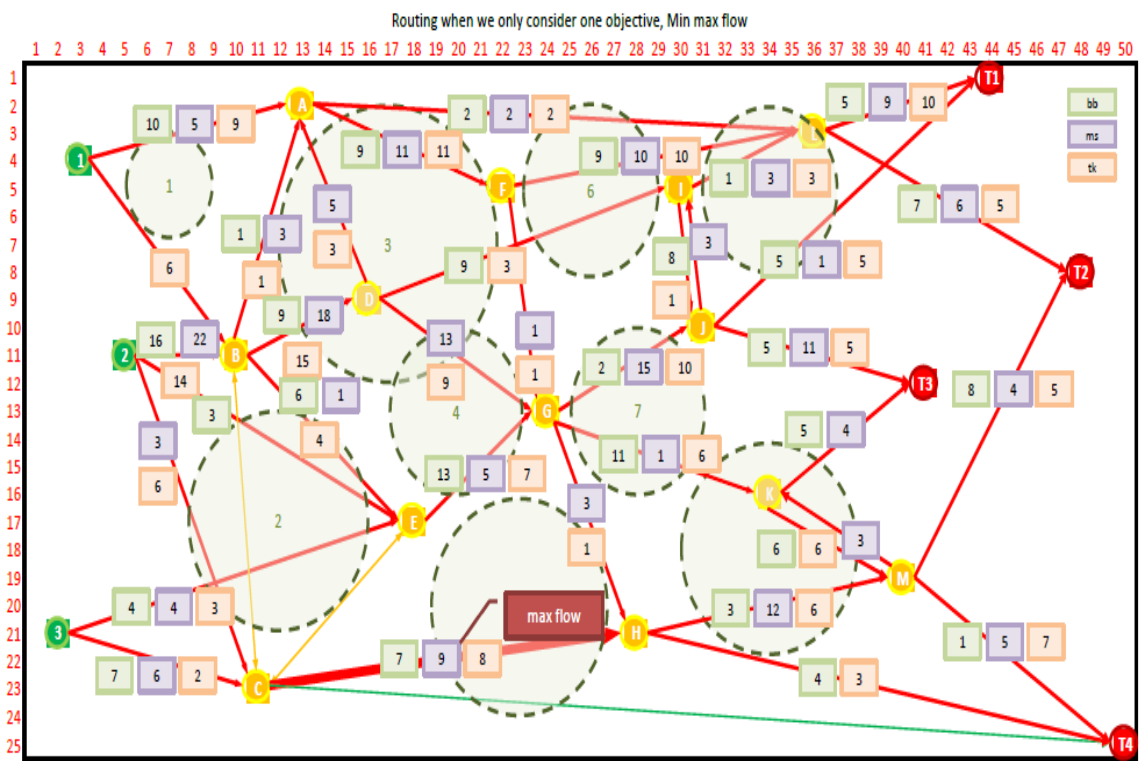 Routing when we only consider one objective, Min max flow
1 2 3 4 5 6 7 8 9 10 11 12 13 14 15 16 17 18 19 20 21 22 23 24 25 26 27 28 29 30 31 32 33 34 35 36 37 38 39 40 41 42 43 44 45 46 47 48 49 50
1 T1
2 A 2 2 2 5 9 10 bb
3 10 5 9 ms
4 1 9 11 11 9 10 10 tk
5 1 F 6 I 1 3 3
6 5 7 6 5
7 1 3 3 3
8 6 3 9 3 8 5 1 5 T2
9 1 D 1
10 9 18 13 1 J
11 2 16 22 B 5 11 5
12 14 15 9 1 2 15 10 T3 8 4 5
13 3 6 1 4 G 7
14 3 4 5 4
15 6 13 5 7 11 1 6
16 3 K
17 2 E
18 1 6 6 3
19 M
20 4 4 3 max flow 3 12 6
21 3 H
22 7 6 2 7 9 8 1 5 7
23 C 4 3
24
25 T4